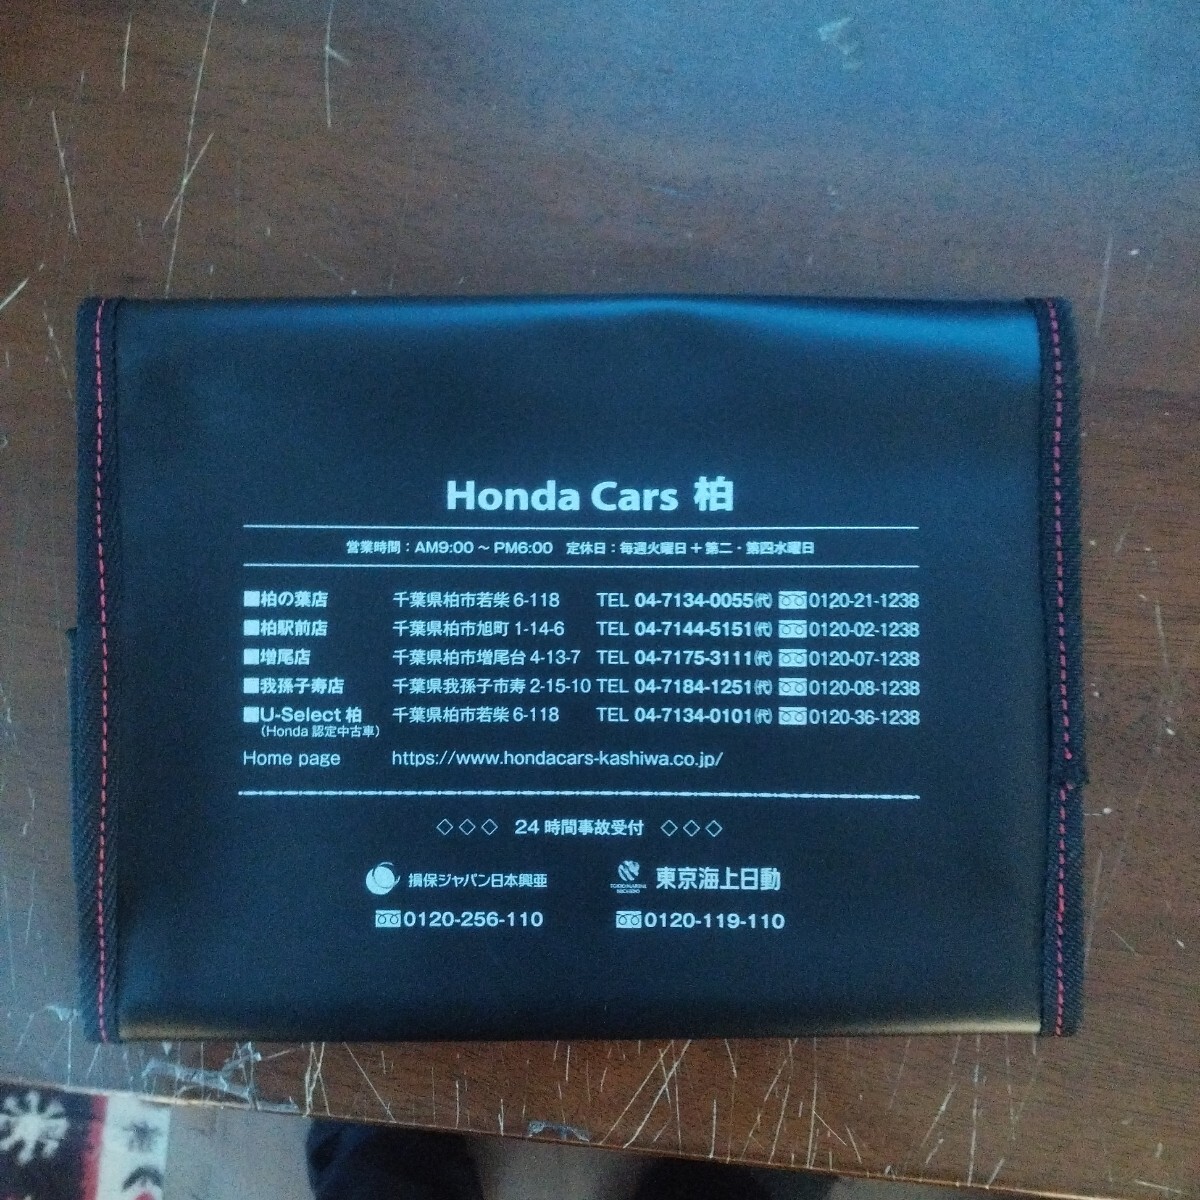 Honda Cars 柏
営業時間：AM9:00 ～ PM6:00　定休日：毎週火曜日＋第二・第四水曜日
■柏の葉店 千葉県柏市若柴 6-118 TEL 04-7134-0055㈹ 0120-21-1238
■柏駅前店 千葉県柏市旭町 1-14-6 TEL 04-7144-5151㈹ 0120-02-1238
■増尾店 千葉県柏市増尾台 4-13-7 TEL 04-7175-3111㈹ 0120-07-1238
■我孫子寿店 千葉県我孫子市寿 2-15-10 TEL 04-7184-1251㈹ 0120-08-1238
■U-Select 柏 千葉県柏市若柴 6-118 TEL 04-7134-0101㈹ 0120-36-1238
（Honda 認定中古車）
Home page https://www.hondacars-kashiwa.co.jp/
◇◇◇ 24 時間事故受付 ◇◇◇
損保ジャパン日本興亜 TOKIO MARINE NICHIDO 東京海上日動
0120-256-110 0120-119-110